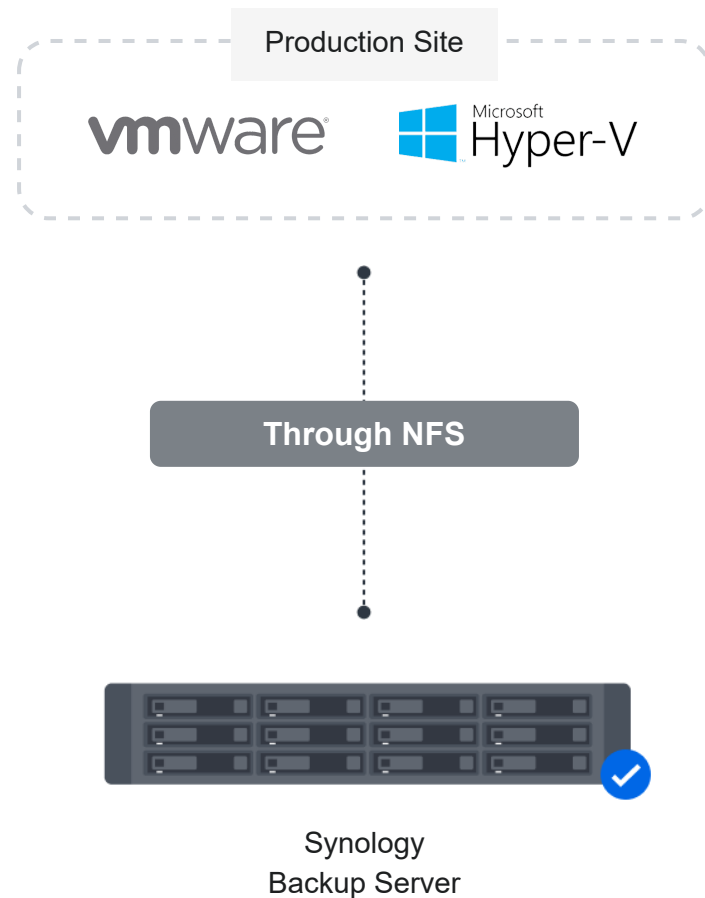 Production Site
vmware®
Microsoft
Hyper-V
Through NFS
Synology
Backup Server